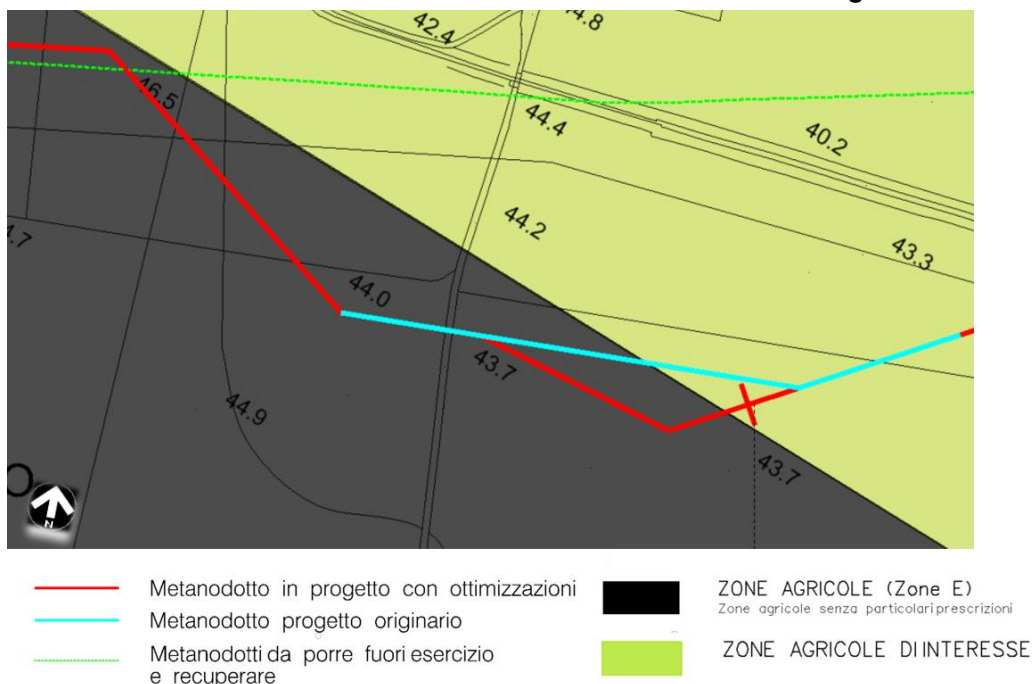 42.4
44.8
46.5
44.4
40.2
44.2
43.3
4.7
44.0
43.7
44.9
43.7
O
N
Metanodotto in progetto con ottimizzazioni
Metanodotto progetto originario
Metanodotti da porre fuori esercizio
e recuperare
ZONE AGRICOLE (Zone E)
Zone agricole senza particolari prescrizioni
ZONE AGRICOLE DI INTERESSE